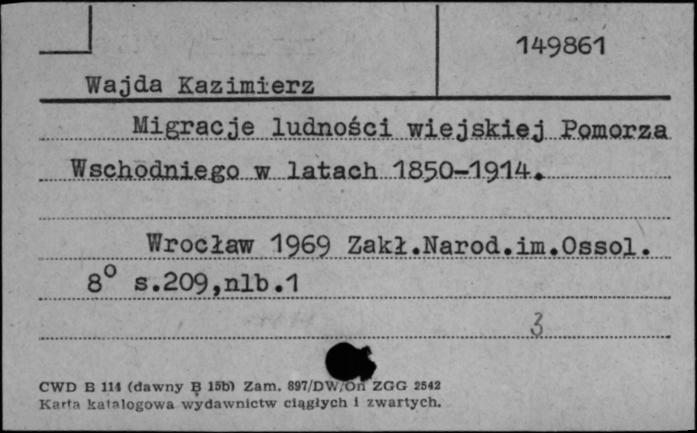 149861
Wajda Kazimierz
Migracje ludności wiejskiej Pomorza
Wschodniego w latach 1850-1914.
Wrocław 1969 Zakł.Narod.im.Ossol.
8° s.209,nlb.1
3
CWD B 114 (dawny B 15b) Zam. 897/DW/On ZGG 2542
Karta katalogowa wydawnictw ciągłych i zwartych.